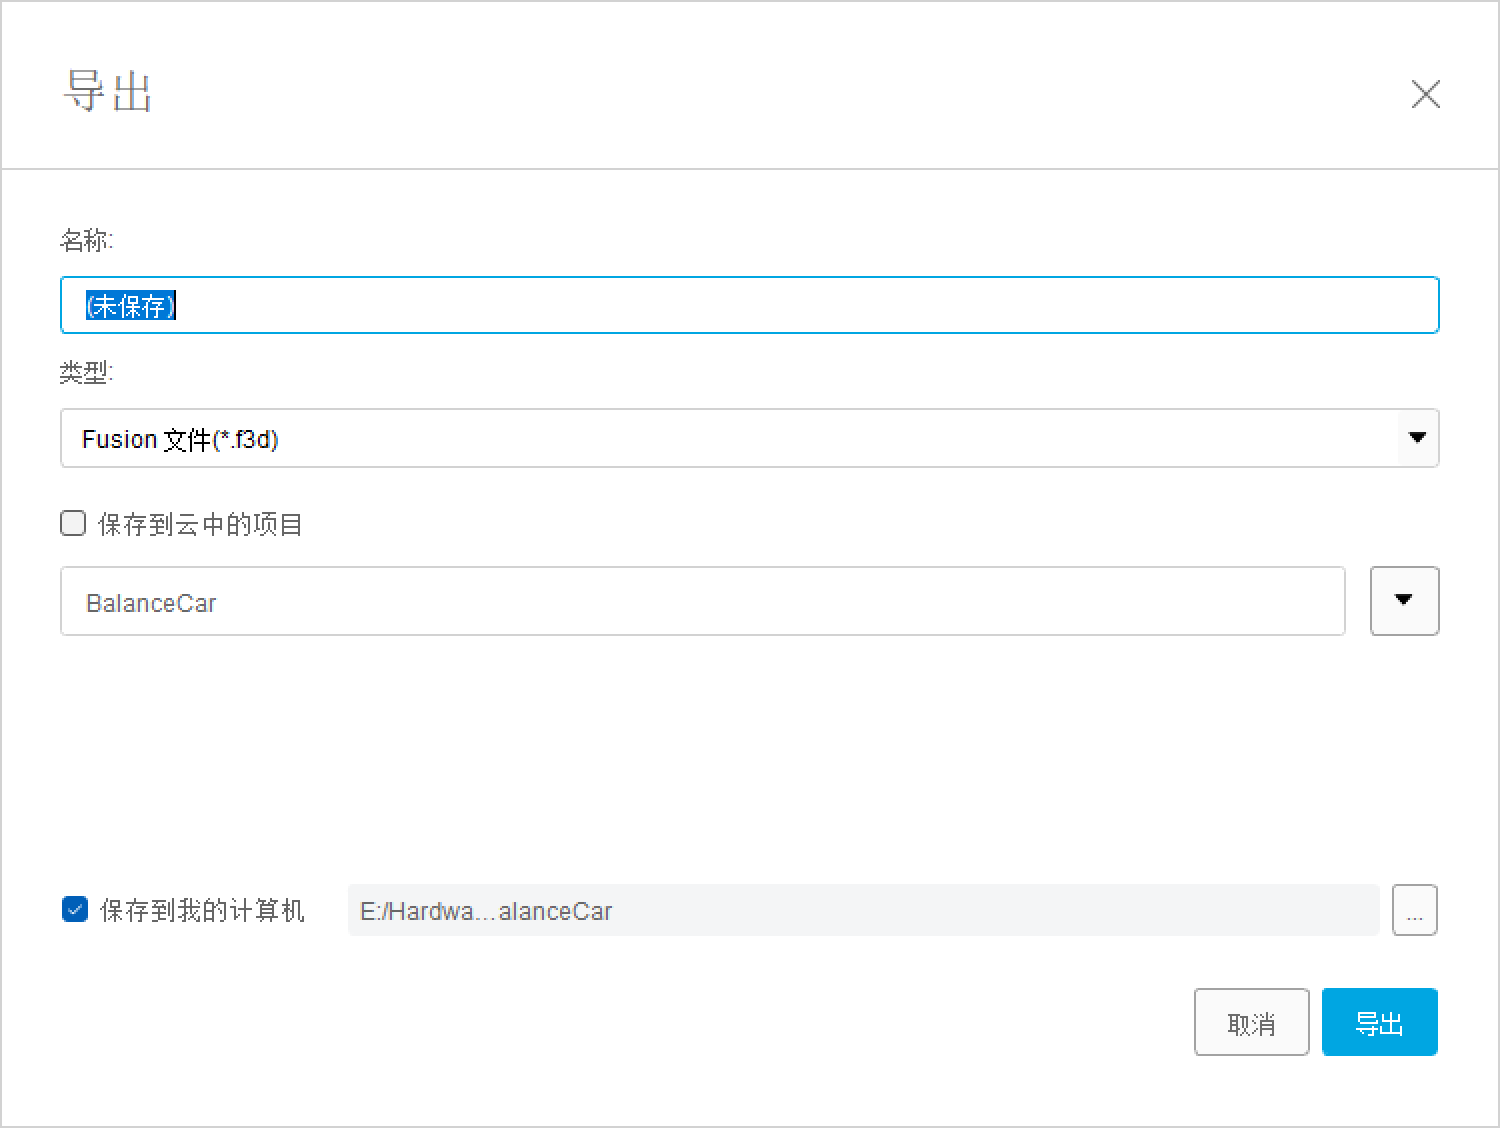 导出
名称:
(未保存)
类型:
Fusion 文件(*.f3d)
保存到云中的项目
BalanceCar
保存到我的计算机
E:/Hardwa...alanceCar
...
取消
导出